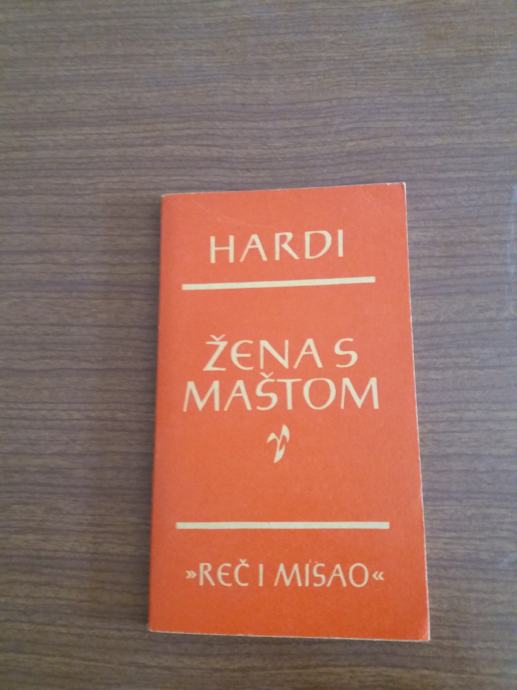 HARDI
ŽENA S
MAŠTOM
»REČ I MISAO«